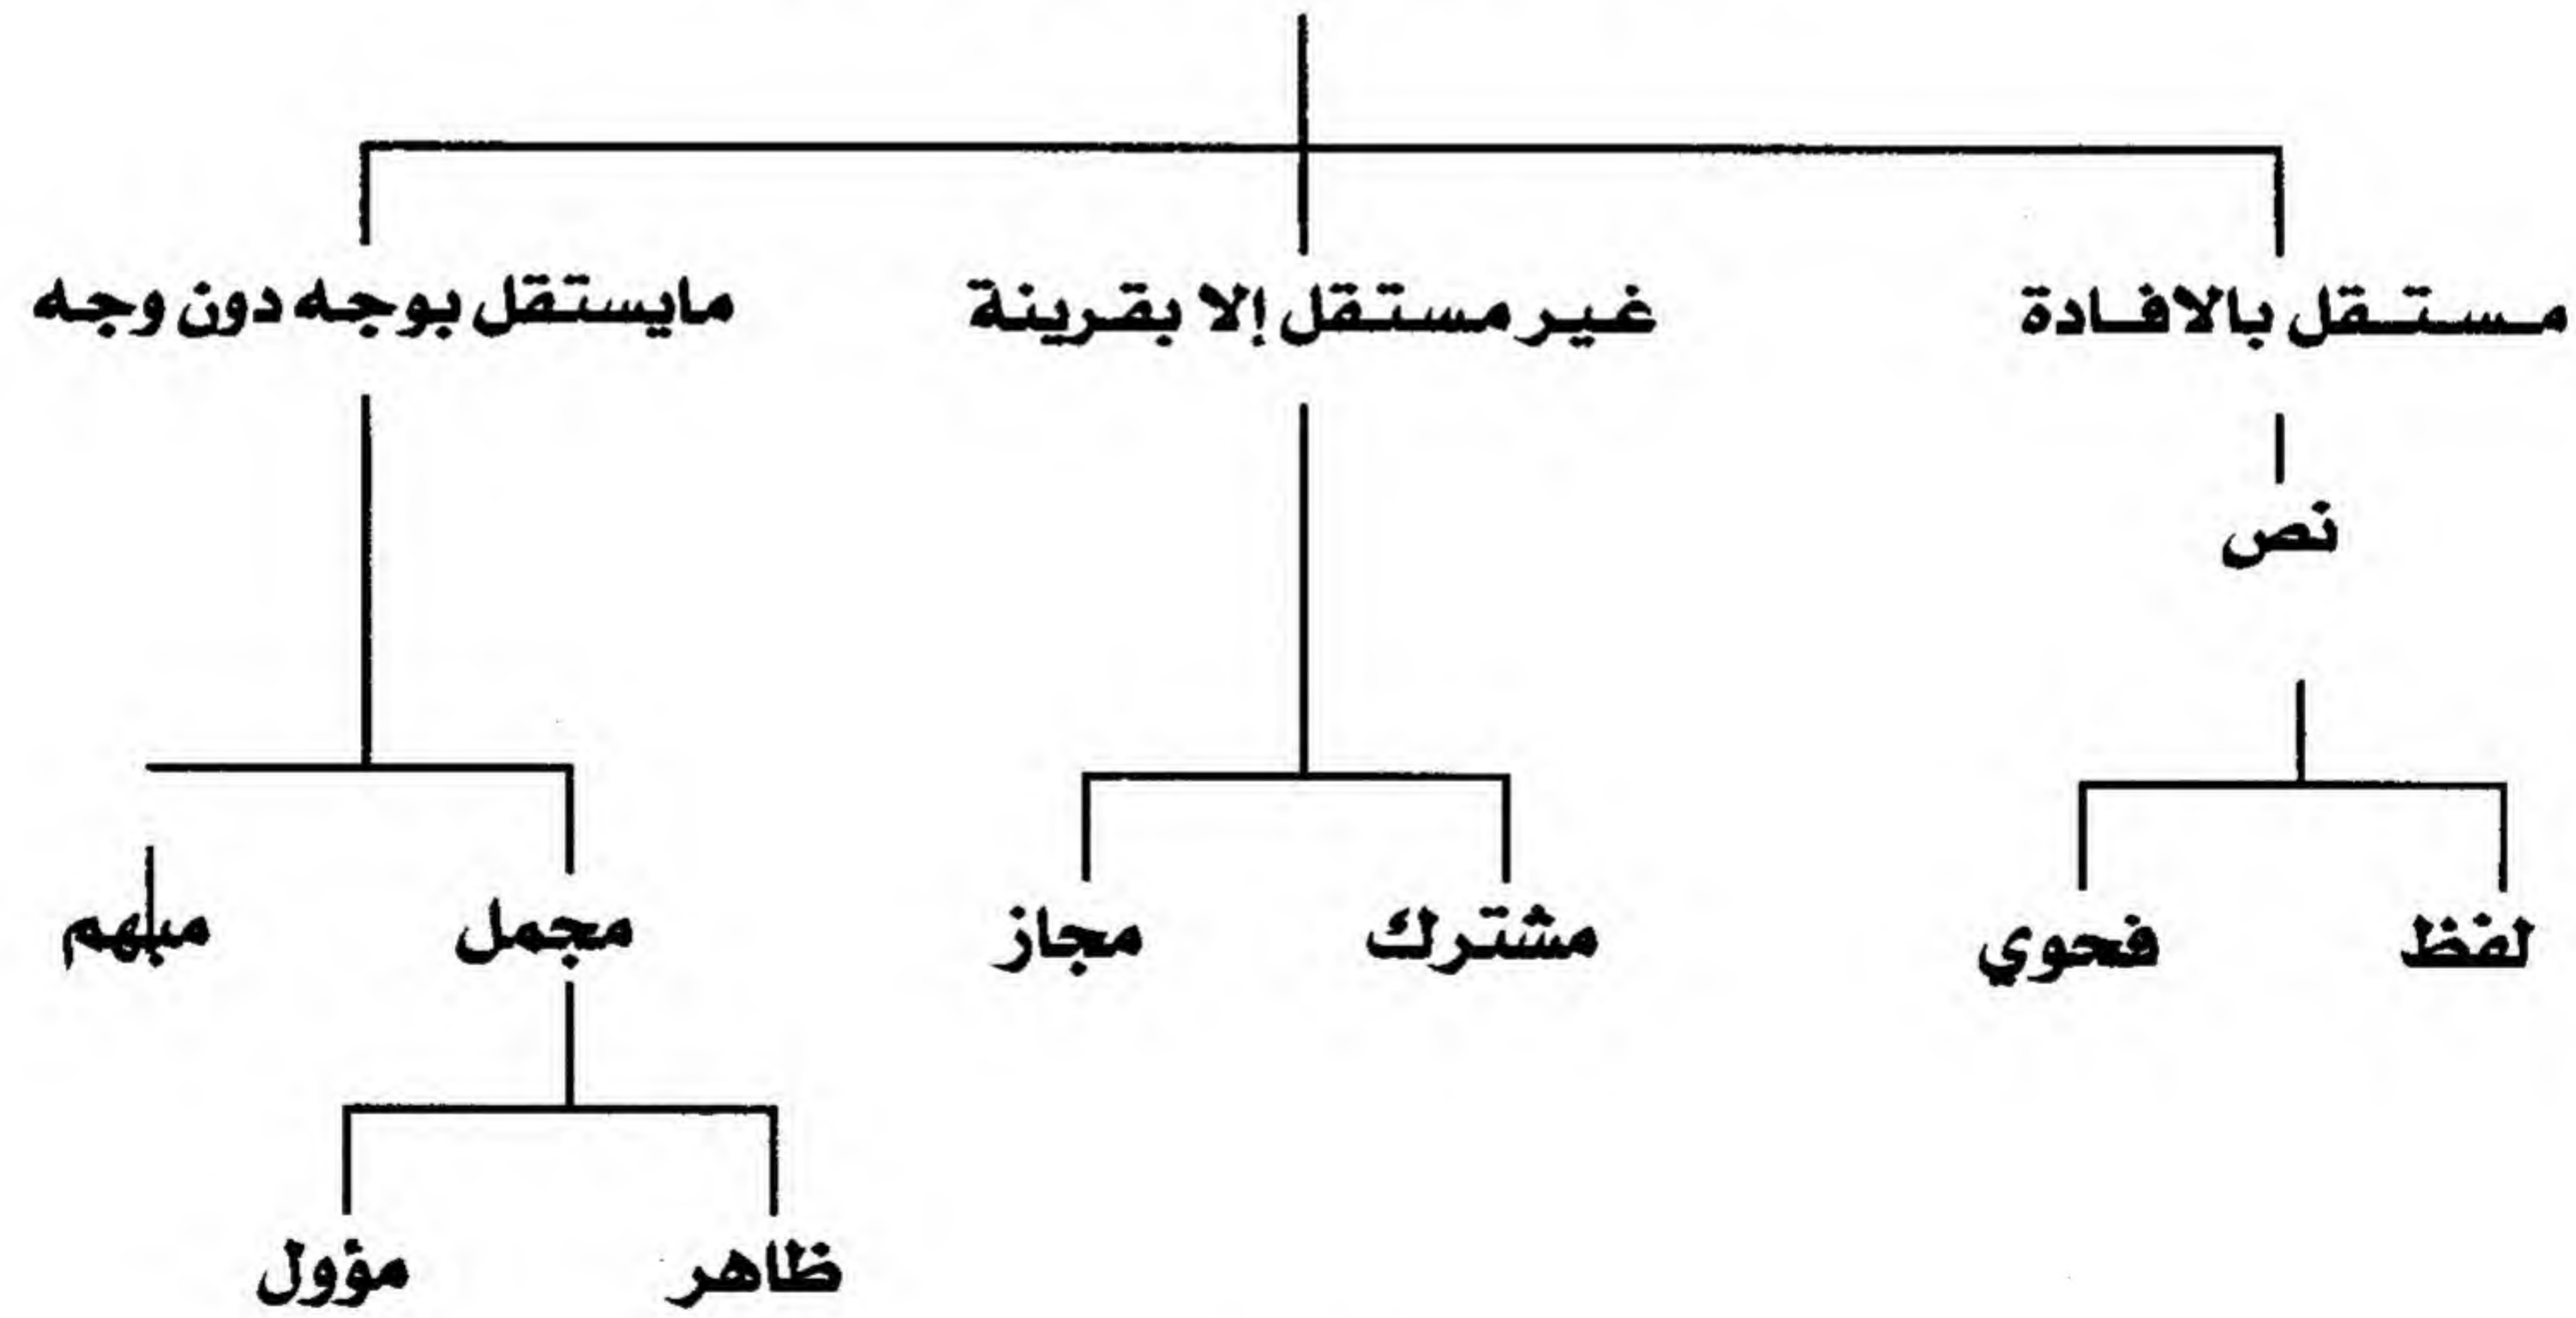 مستقل بالافادة
غير مستقل إلا بقرينة
مايستقل بوجه دون وجه
نص
لفظ
فحوي
مشترك
مجاز
مجمل
مبهم
ظاهر
مؤول